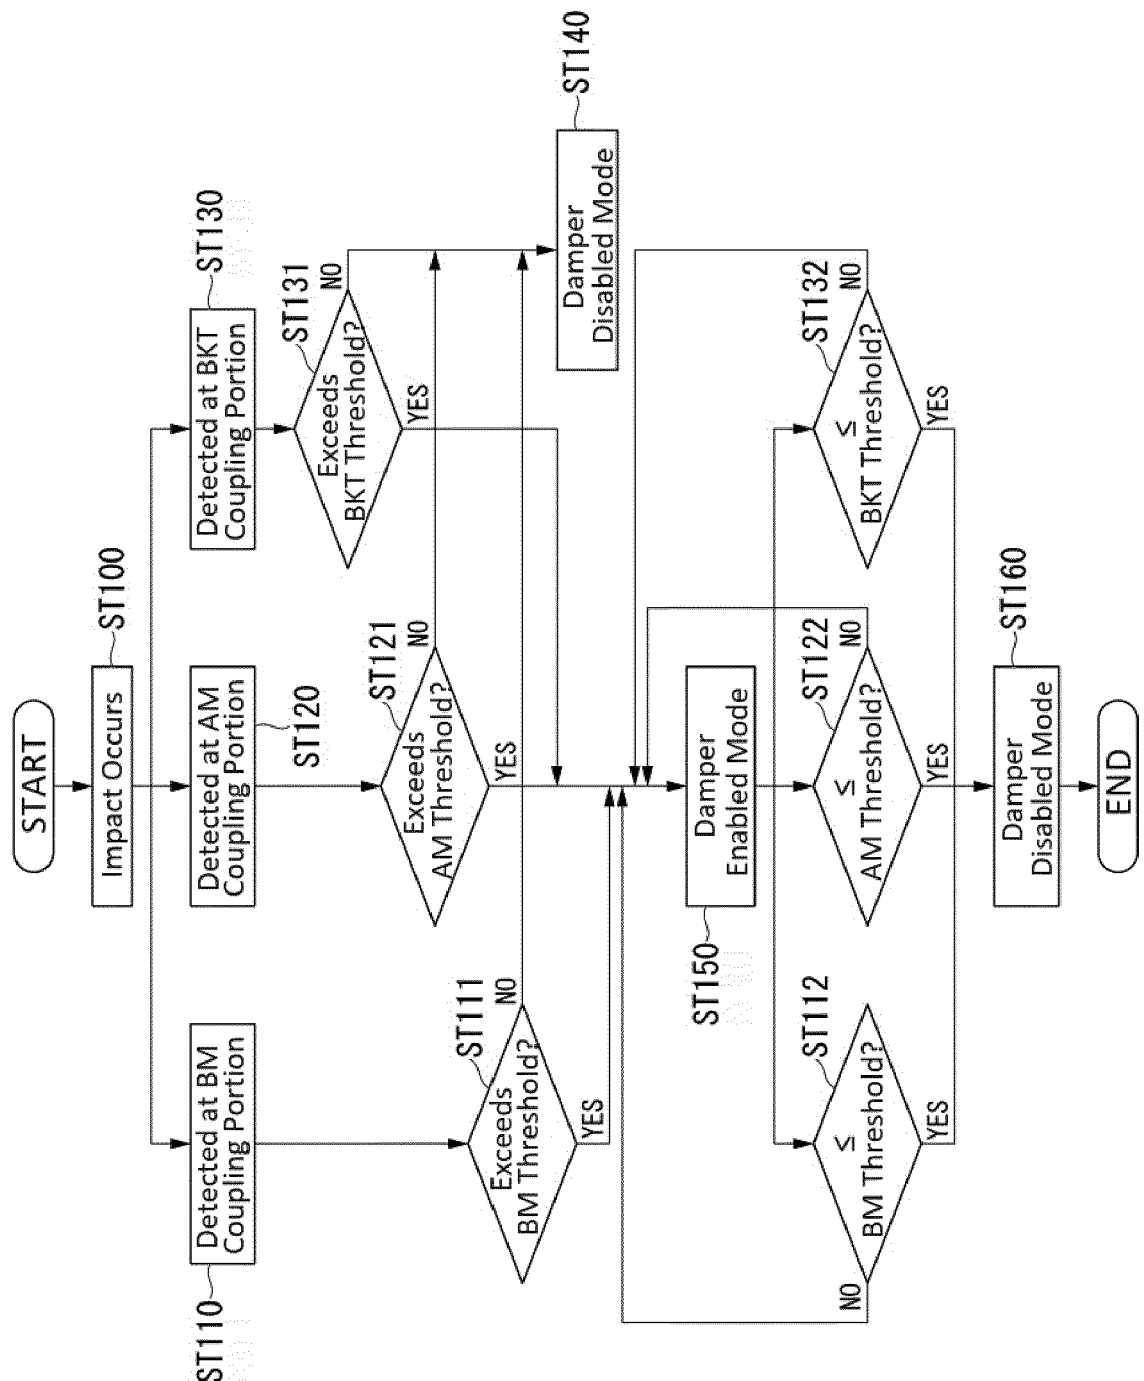 START
Impact Occurs
ST100
Detected at BM
Coupling Portion
ST110
Detected at AM
Coupling Portion
ST120
Detected at BKT
Coupling Portion
ST130
Exceeds
BKT Threshold?
ST131
NO
YES
Exceeds
AM Threshold?
ST121
NO
YES
Exceeds
BM Threshold?
ST111
NO
YES
Damper
Disabled Mode
ST140
Damper
Enabled Mode
ST150
≤
BM Threshold?
ST112
NO
YES
≤
AM Threshold?
ST122
NO
YES
≤
BKT Threshold?
ST132
NO
YES
Damper
Disabled Mode
ST160
END